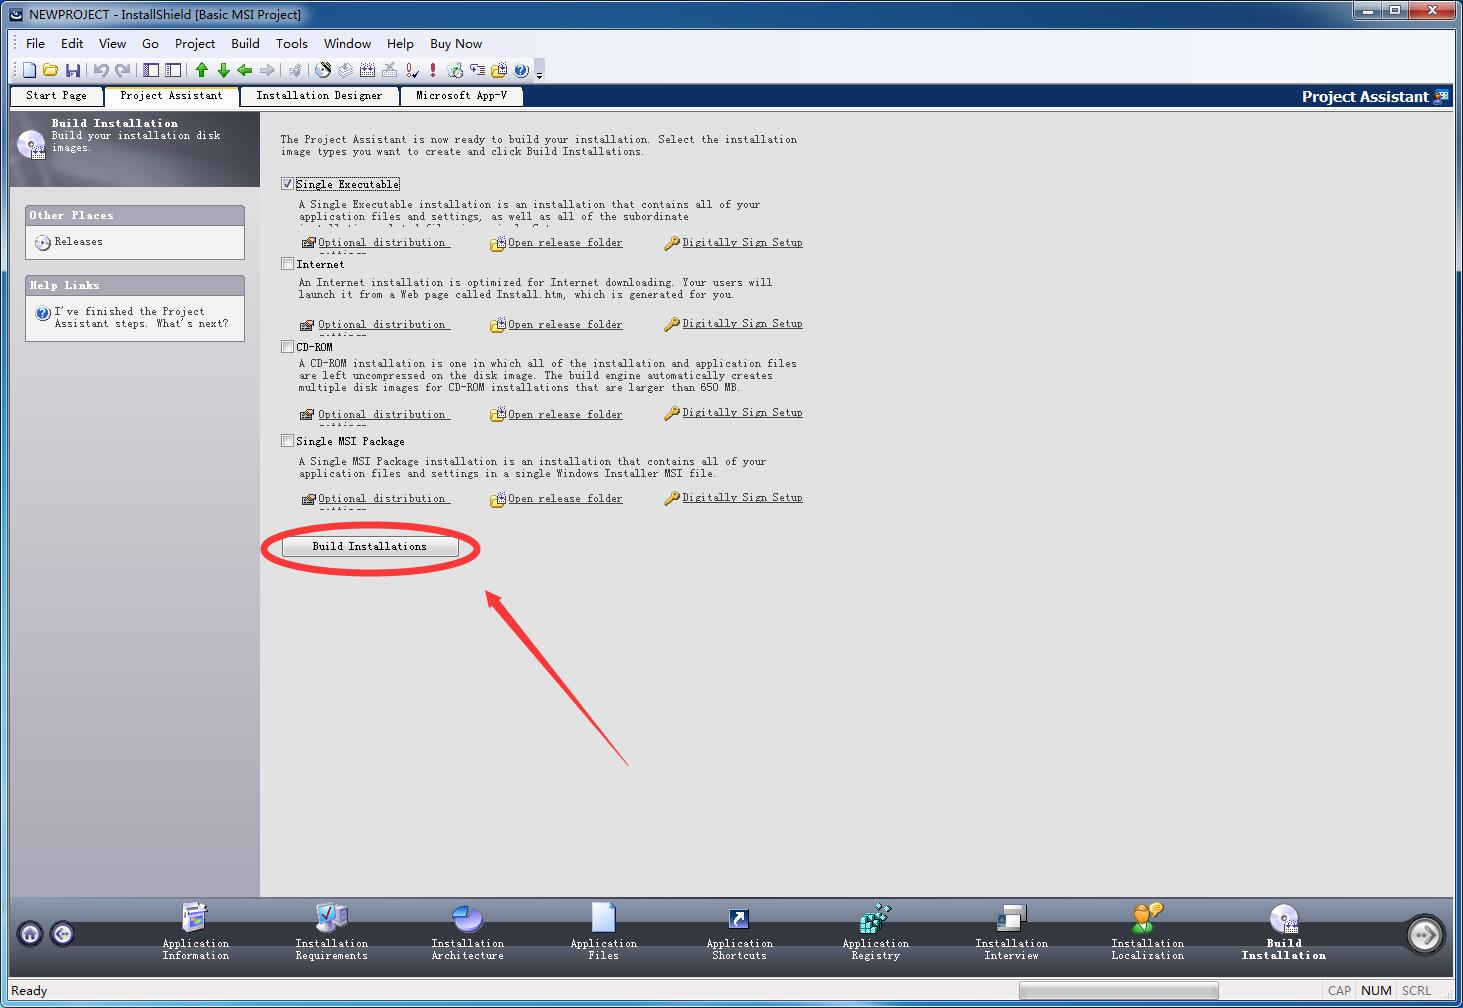 NEWPROJECT - InstallShield [Basic MSI Project]
File Edit View Go Project Build Tools Window Help Buy Now
Start Page Project Assistant Installation Designer Microsoft App-V Project Assistant
Build Installation
Build your installation disk
images.
Other Places
Releases
Help Links
I've finished the Project
Assistant steps. What's next?
The Project Assistant is now ready to build your installation. Select the installation
image types you want to create and click Build Installations.
Single Executable
A Single Executable installation is an installation that contains all of your
application files and settings, as well as all of the subordinate
Optional distribution Open release folder Digitally Sign Setup
Internet
An Internet installation is optimized for Internet downloading. Your users will
launch it from a Web page called Install.htm, which is generated for you.
Optional distribution Open release folder Digitally Sign Setup
CD-ROM
A CD-ROM installation is one in which all of the installation and application files
are left uncompressed on the disk image. The build engine automatically creates
multiple disk images for CD-ROM installations that are larger than 650 MB.
Optional distribution Open release folder Digitally Sign Setup
Single MSI Package
A Single MSI Package installation is an installation that contains all of your
application files and settings in a single Windows Installer MSI file.
Optional distribution Open release folder Digitally Sign Setup
Build Installations
Application
Information
Installation
Requirements
Installation
Architecture
Application
Files
Application
Shortcuts
Application
Registry
Installation
Interview
Installation
Localization
Build
Installation
Ready CAP NUM SCRL